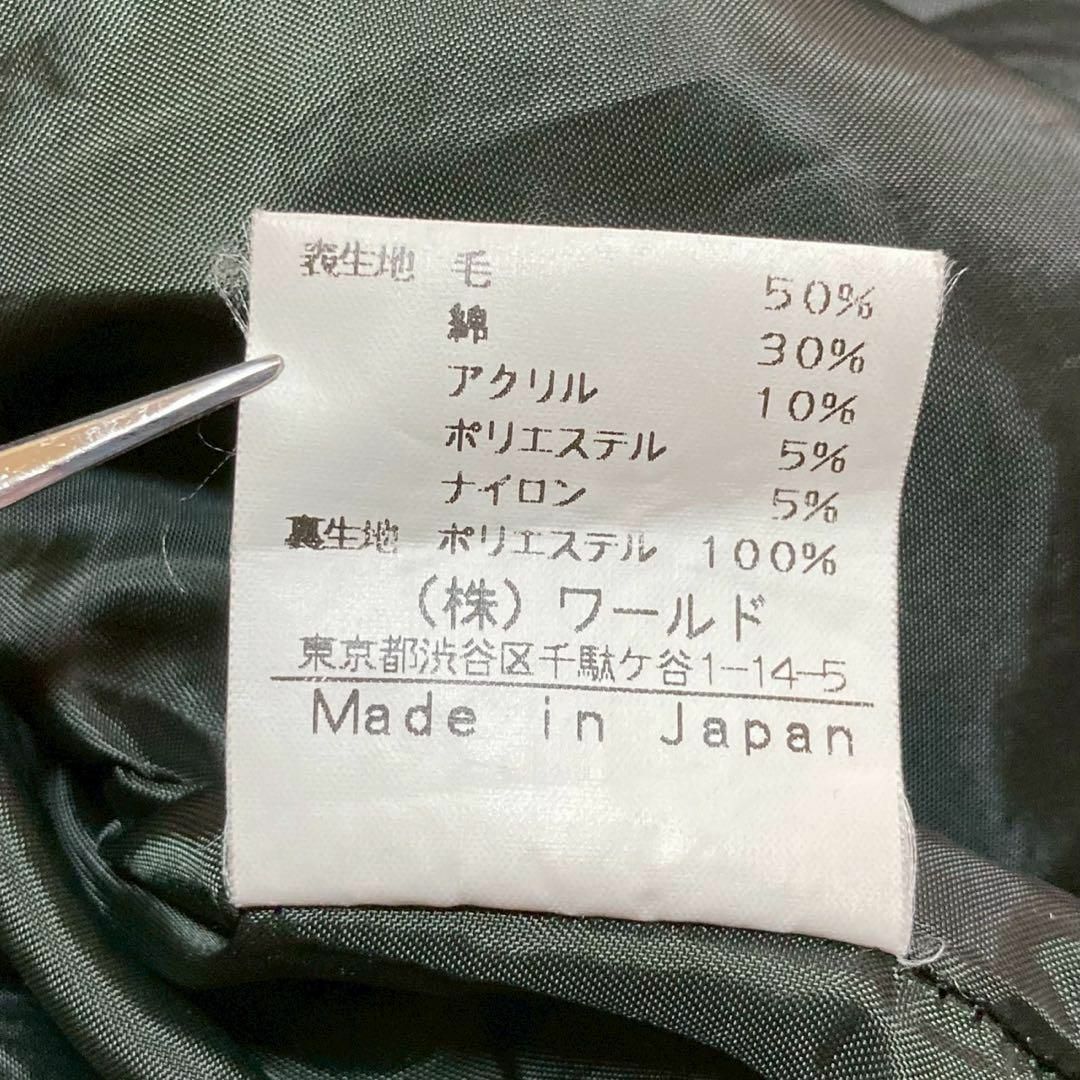 表生地 毛 50%
綿 30%
アクリル 10%
ポリエステル 5%
ナイロン 5%
裏生地 ポリエステル 100%
(株) ワールド
東京都渋谷区千駄ケ谷1-14-5
Made in Japan